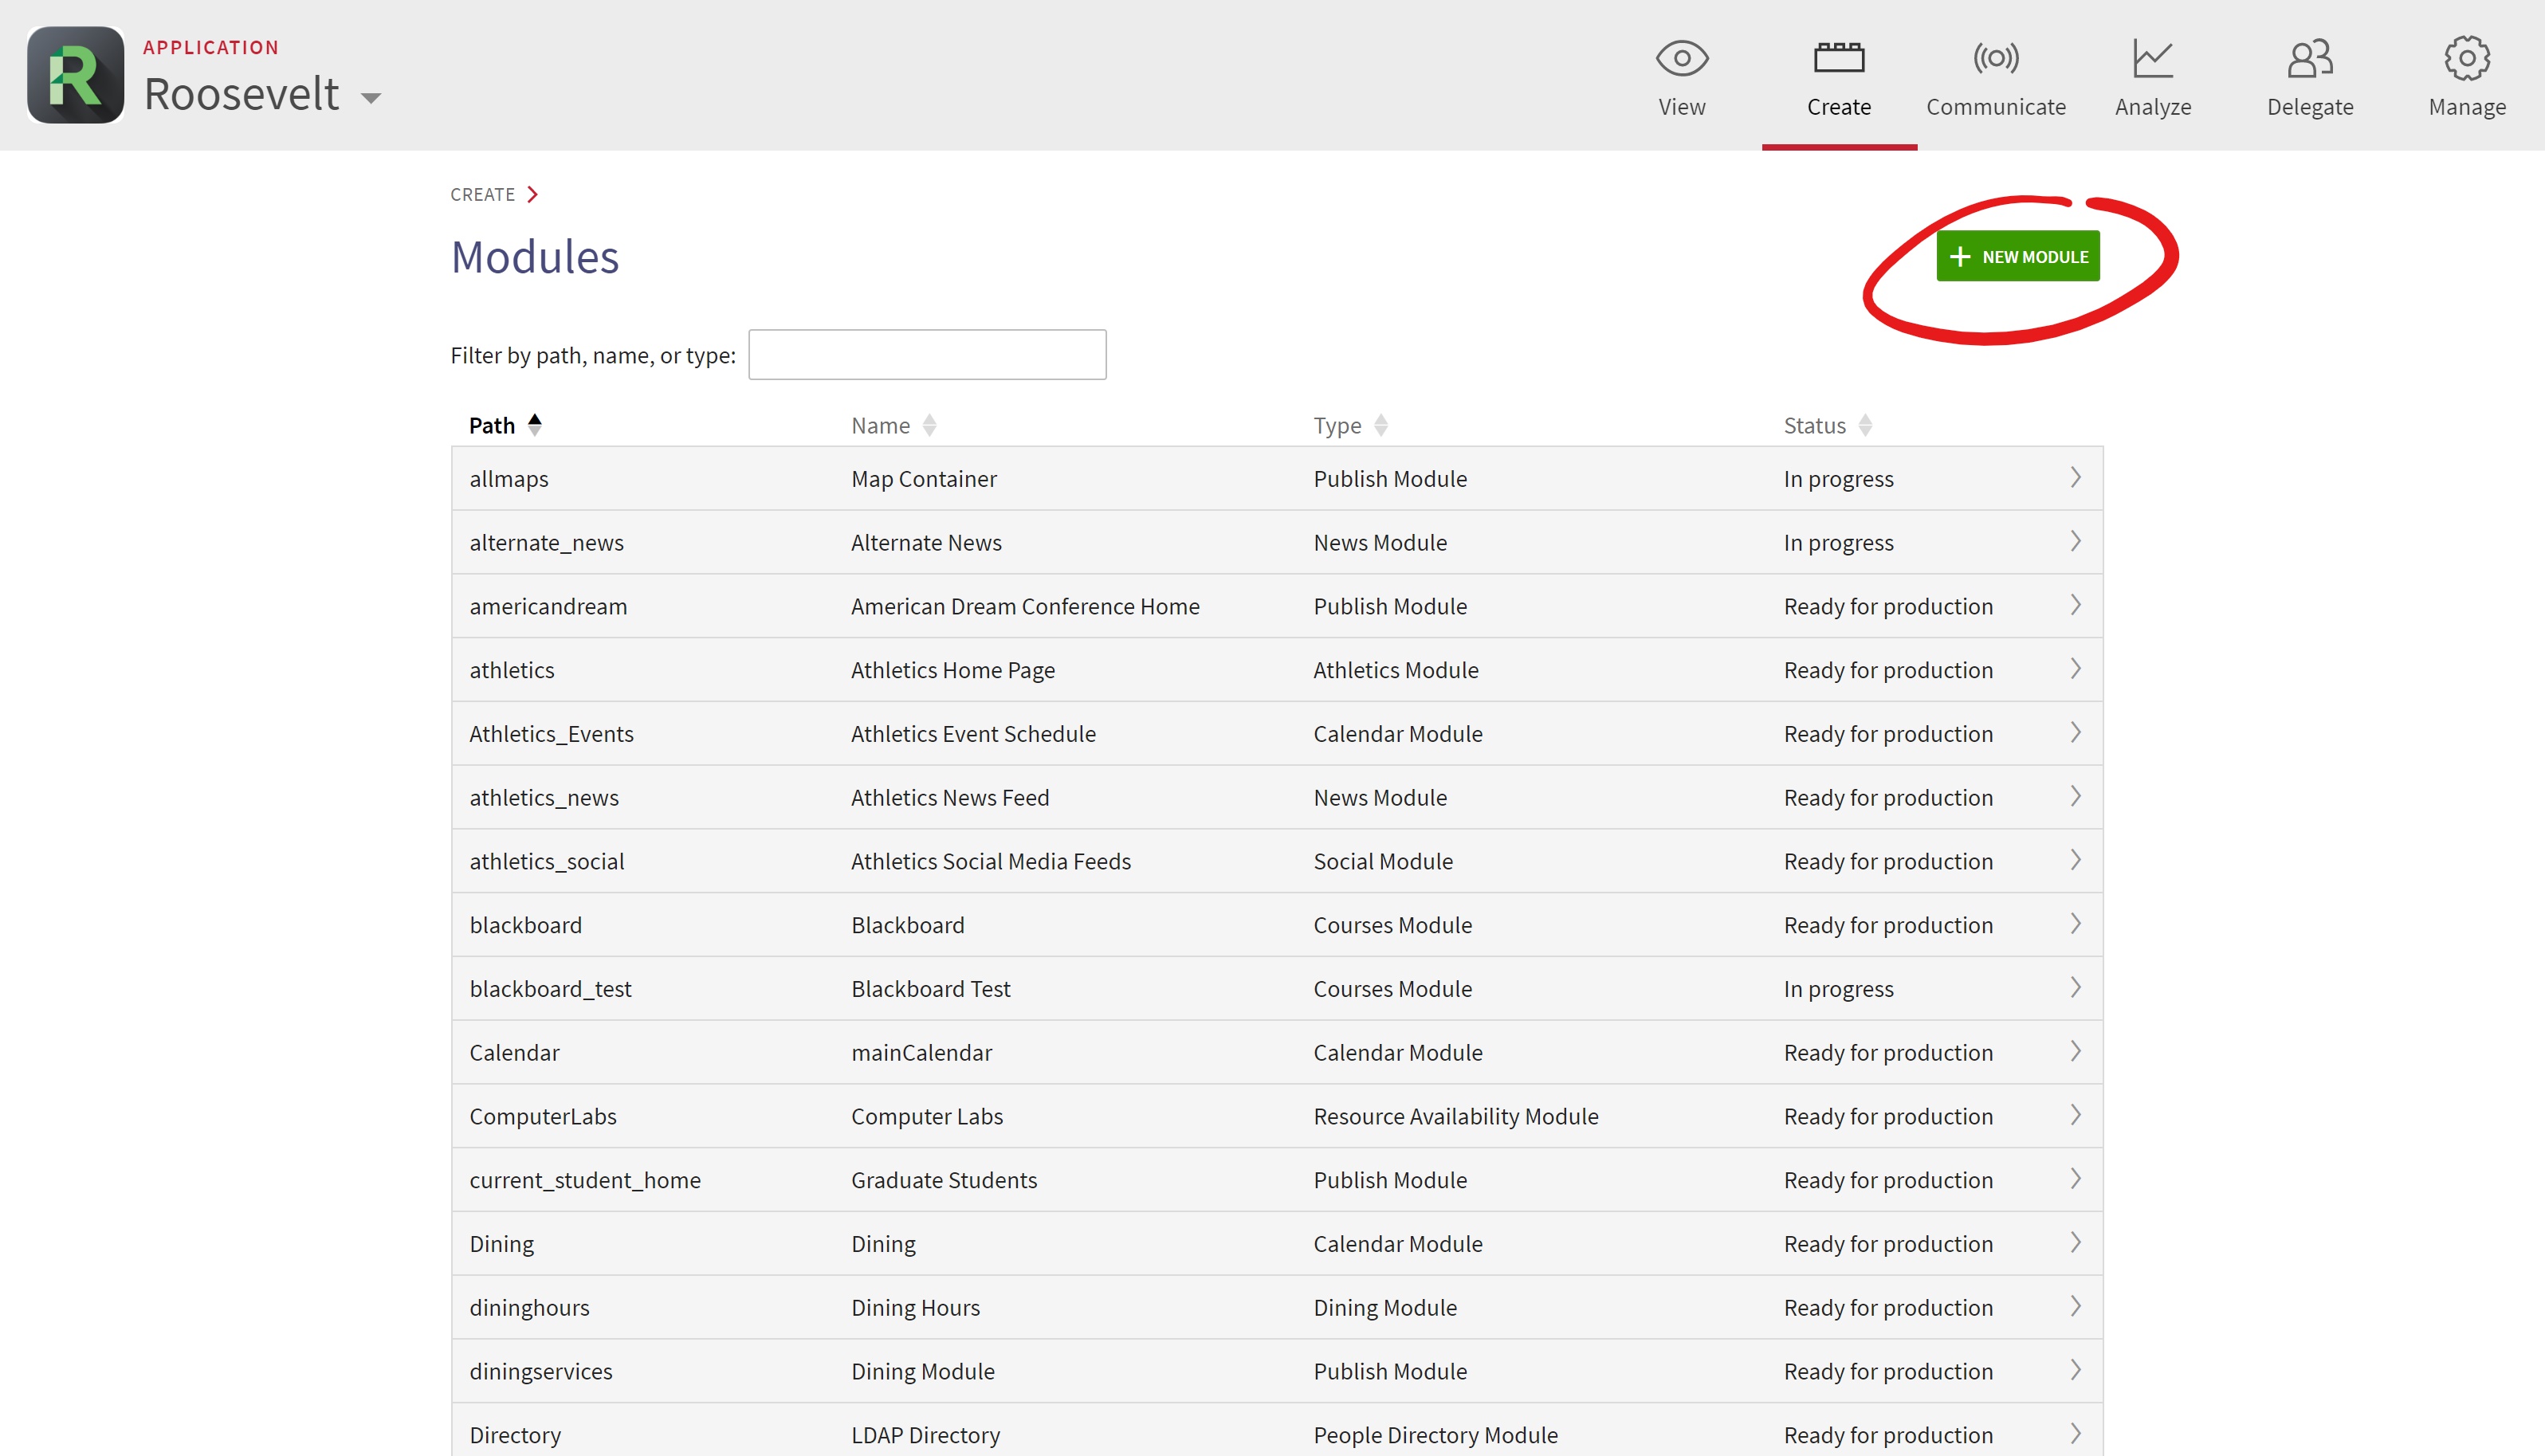 R
APPLICATION
Roosevelt
View
Create
Communicate
Analyze
Delegate
Manage
CREATE
Modules
+ NEW MODULE
Filter by path, name, or type:
Path Name Type Status
allmaps Map Container Publish Module In progress
alternate_news Alternate News News Module In progress
americandream American Dream Conference Home Publish Module Ready for production
athletics Athletics Home Page Athletics Module Ready for production
Athletics_Events Athletics Event Schedule Calendar Module Ready for production
athletics_news Athletics News Feed News Module Ready for production
athletics_social Athletics Social Media Feeds Social Module Ready for production
blackboard Blackboard Courses Module Ready for production
blackboard_test Blackboard Test Courses Module In progress
Calendar mainCalendar Calendar Module Ready for production
ComputerLabs Computer Labs Resource Availability Module Ready for production
current_student_home Graduate Students Publish Module Ready for production
Dining Dining Calendar Module Ready for production
dininghours Dining Hours Dining Module Ready for production
diningservices Dining Module Publish Module Ready for production
Directory LDAP Directory People Directory Module Ready for production